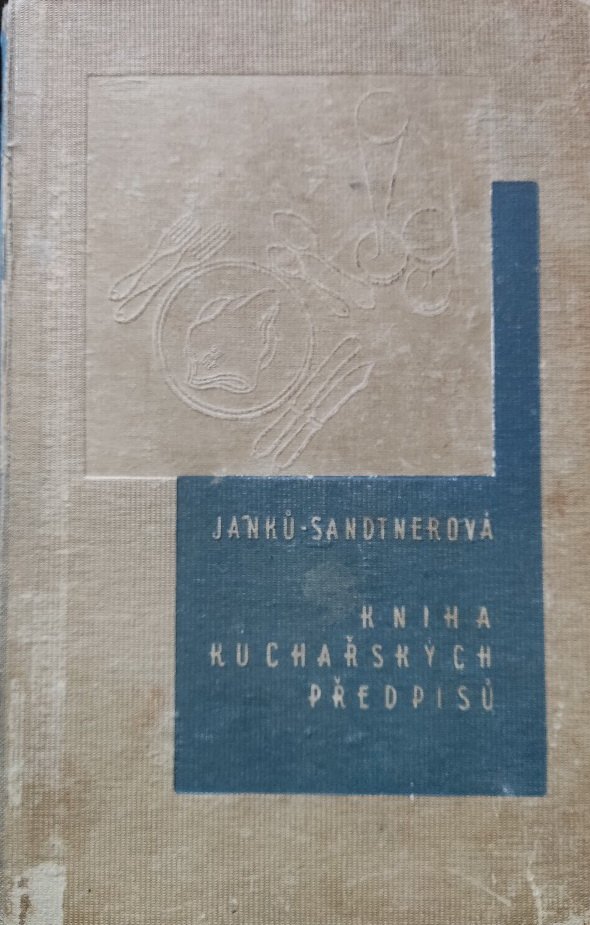 JANKŮ-SANDTNEROVÁ
KNIHA
KUCHAŘSKÝCH
PŘEDPISŮ